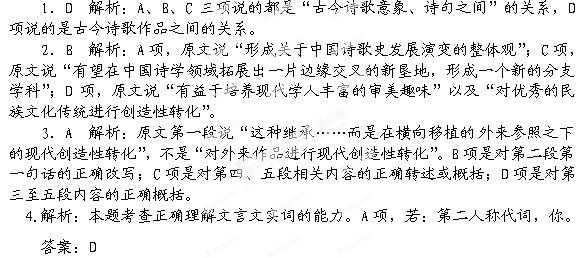 1. D  解析：A、B、C 三项说的都是“古今诗歌意象、诗句之间”的关系，D
项说的是古今诗歌作品之间的关系。
2. B  解析：A项，原文说“形成关于中国诗歌史发展演变的整体观”；C项，
原文说“有望在中国诗学领域拓展出一片边缘交叉的新垦地，形成一个新的分支
学科”；D 项，原文说“有益于培养现代学人丰富的审美趣味”以及“对优秀的民
族文化传统进行创造性转化”。
3. A  解析：原文第一段说“这种继承……而是在横向移植的外来参照之下
的现代创造性转化”，不是“对外来作品进行现代创造性转化”。B项是对第二段第
一句话的正确改写；C项是对第四、五段相关内容的正确转述或概括；D项是对第
三至五段内容的正确概括。
4.解析：本题考查正确理解文言文实词的能力。A项，若：第二人称代词，你。
答案：D